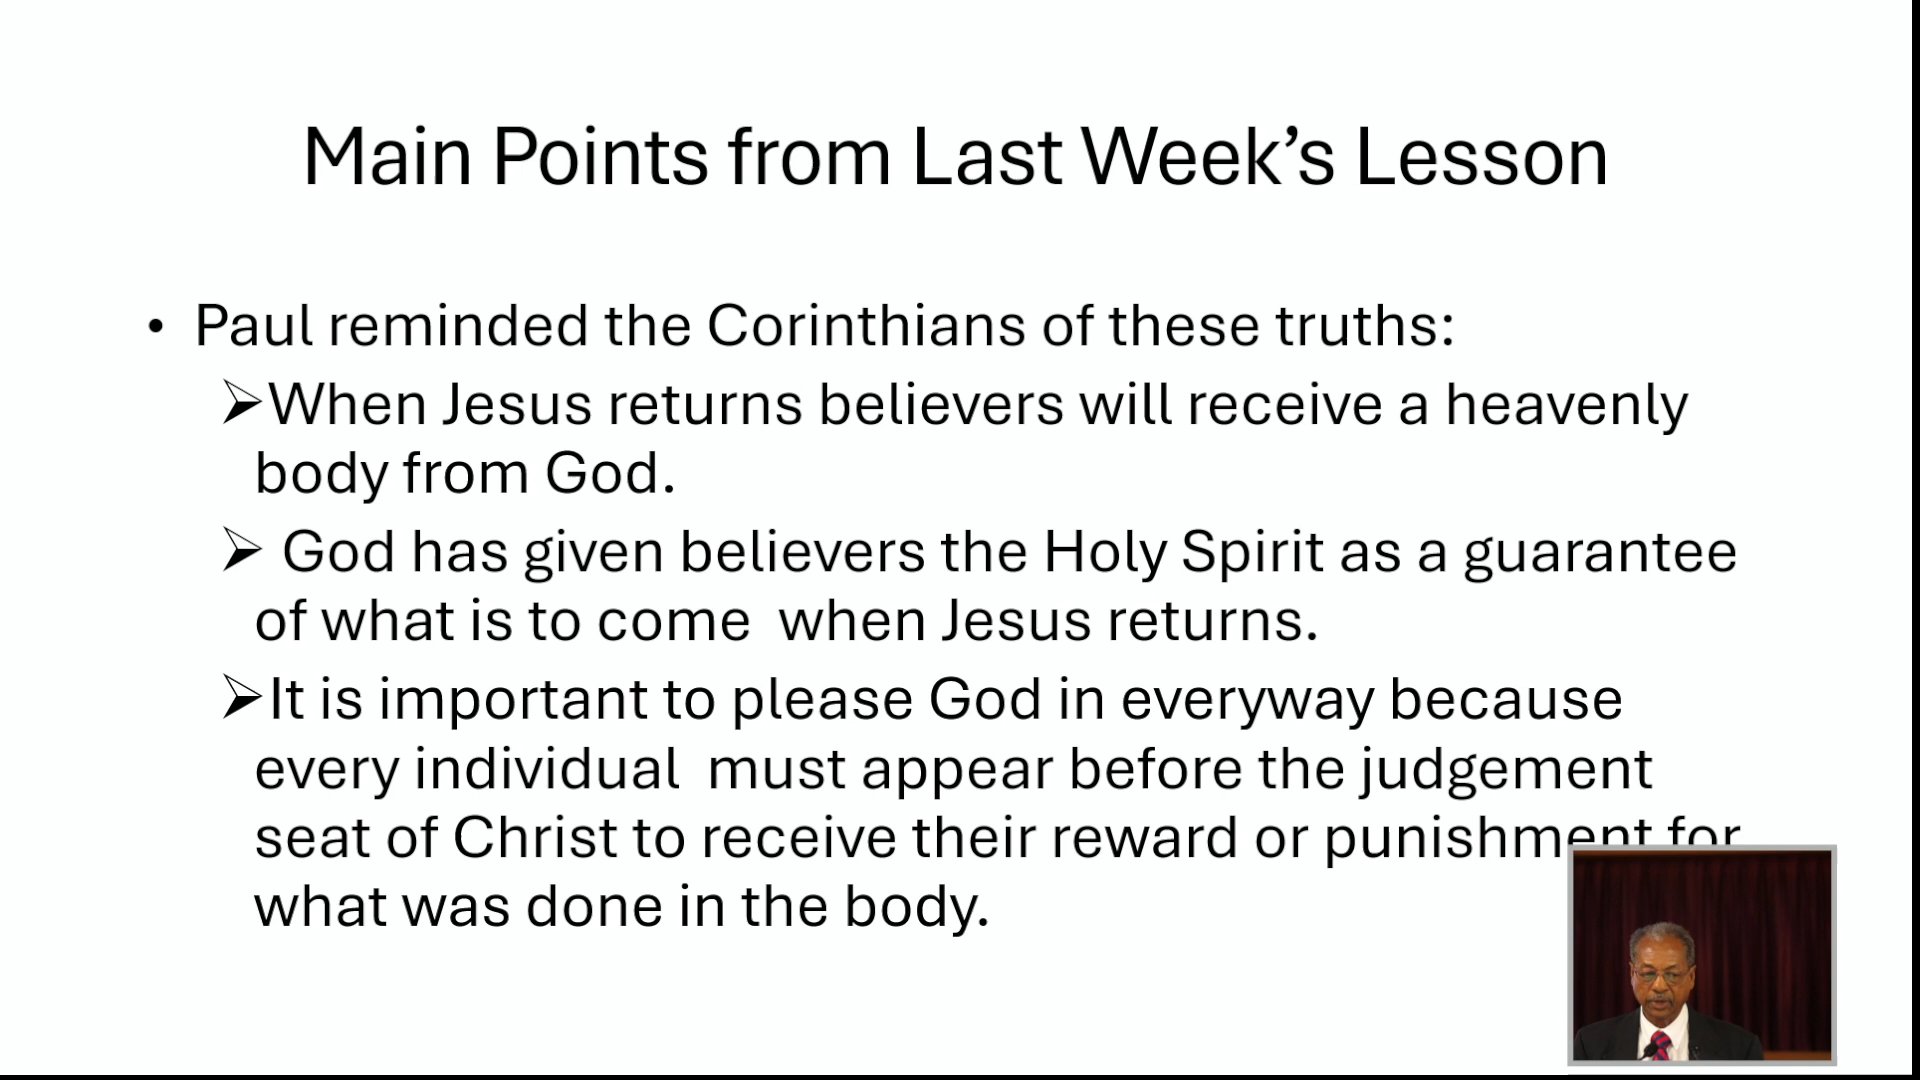 Main Points from Last Week’s Lesson
• Paul reminded the Corinthians of these truths:
➢When Jesus returns believers will receive a heavenly
body from God.
➢ God has given believers the Holy Spirit as a guarantee
of what is to come  when Jesus returns.
➢It is important to please God in everyway because
every individual  must appear before the judgement
seat of Christ to receive their reward or punishment for
what was done in the body.